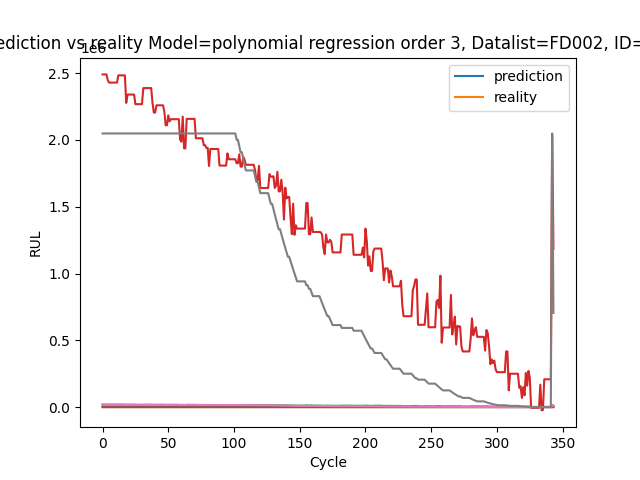 ediction vs reality Model=polynomial regression order 3, Datalist=FD002, ID=
1e6
2.5
2.0
1.5
1.0
0.5
0.0
RUL
0 50 100 150 200 250 300 350
Cycle
prediction
reality